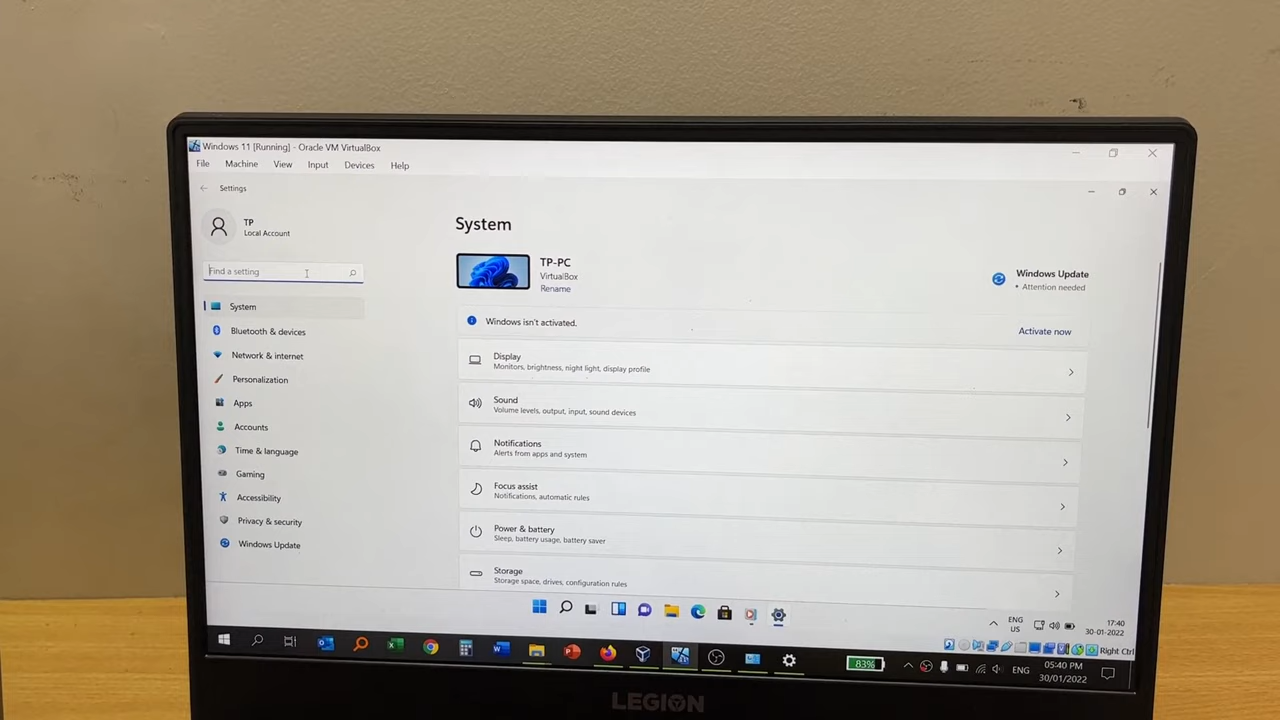 Windows 11 [Running] - Oracle VM VirtualBox
File Machine View Input Devices Help
Settings
TP
Local Account
Find a setting
System
Bluetooth & devices
Network & internet
Personalization
Apps
Accounts
Time & language
Gaming
Accessibility
Privacy & security
Windows Update
System
TP-PC
VirtualBox
Rename
Windows Update
• Attention needed
Windows isn't activated.
Activate now
Display
Monitors, brightness, night light, display profile
Sound
Volume levels, output, input, sound devices
Notifications
Alerts from apps and system
Focus assist
Notifications, automatic rules
Power & battery
Sleep, battery usage, battery saver
Storage
Storage space, drives, configuration rules
ENG
US
17:40
30-01-2022
Right Ctrl
83%
ENG
05:40 PM
30/01/2022
LEGION